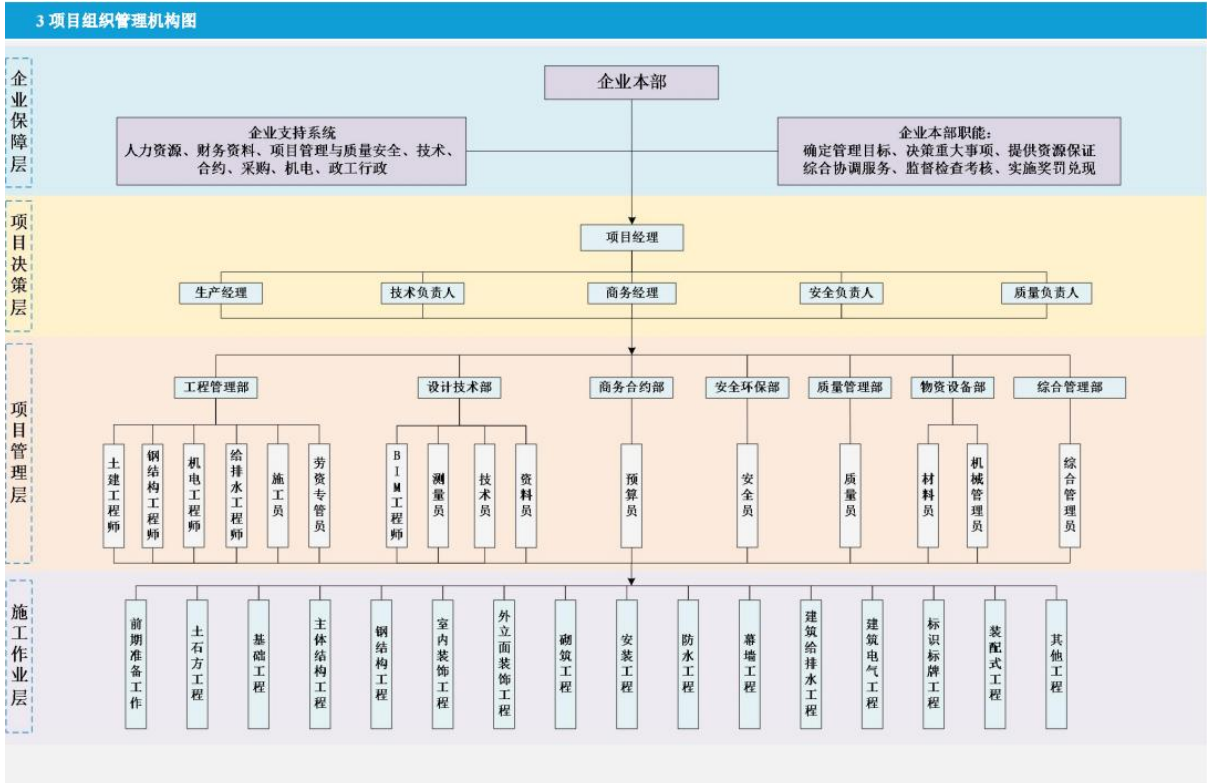 3 项目组织管理机构图
企业保障层
企业本部
企业支持系统
人力资源、财务资料、项目管理与质量安全、技术、
合约、采购、机电、政工行政
企业本部职能：
确定管理目标、决策重大事项、提供资源保证
综合协调服务、监督检查考核、实施奖罚兑现
项目决策层
项目经理
生产经理
技术负责人
商务经理
安全负责人
质量负责人
项目管理层
工程管理部
设计技术部
商务合约部
安全环保部
质量管理部
物资设备部
综合管理部
土建工程师
钢结构工程师
机电工程师
给排水工程师
施工员
劳资专管员
BIM工程师
测量员
技术员
资料员
预算员
安全员
质量员
材料员
机械管理员
综合管理员
施工作业层
前期准备工作
土石方工程
基础工程
主体结构工程
钢结构工程
室内装饰工程
外立面装饰工程
砌筑工程
安装工程
防水工程
幕墙工程
建筑给排水工程
建筑电气工程
标识标牌工程
装配式工程
其他工程